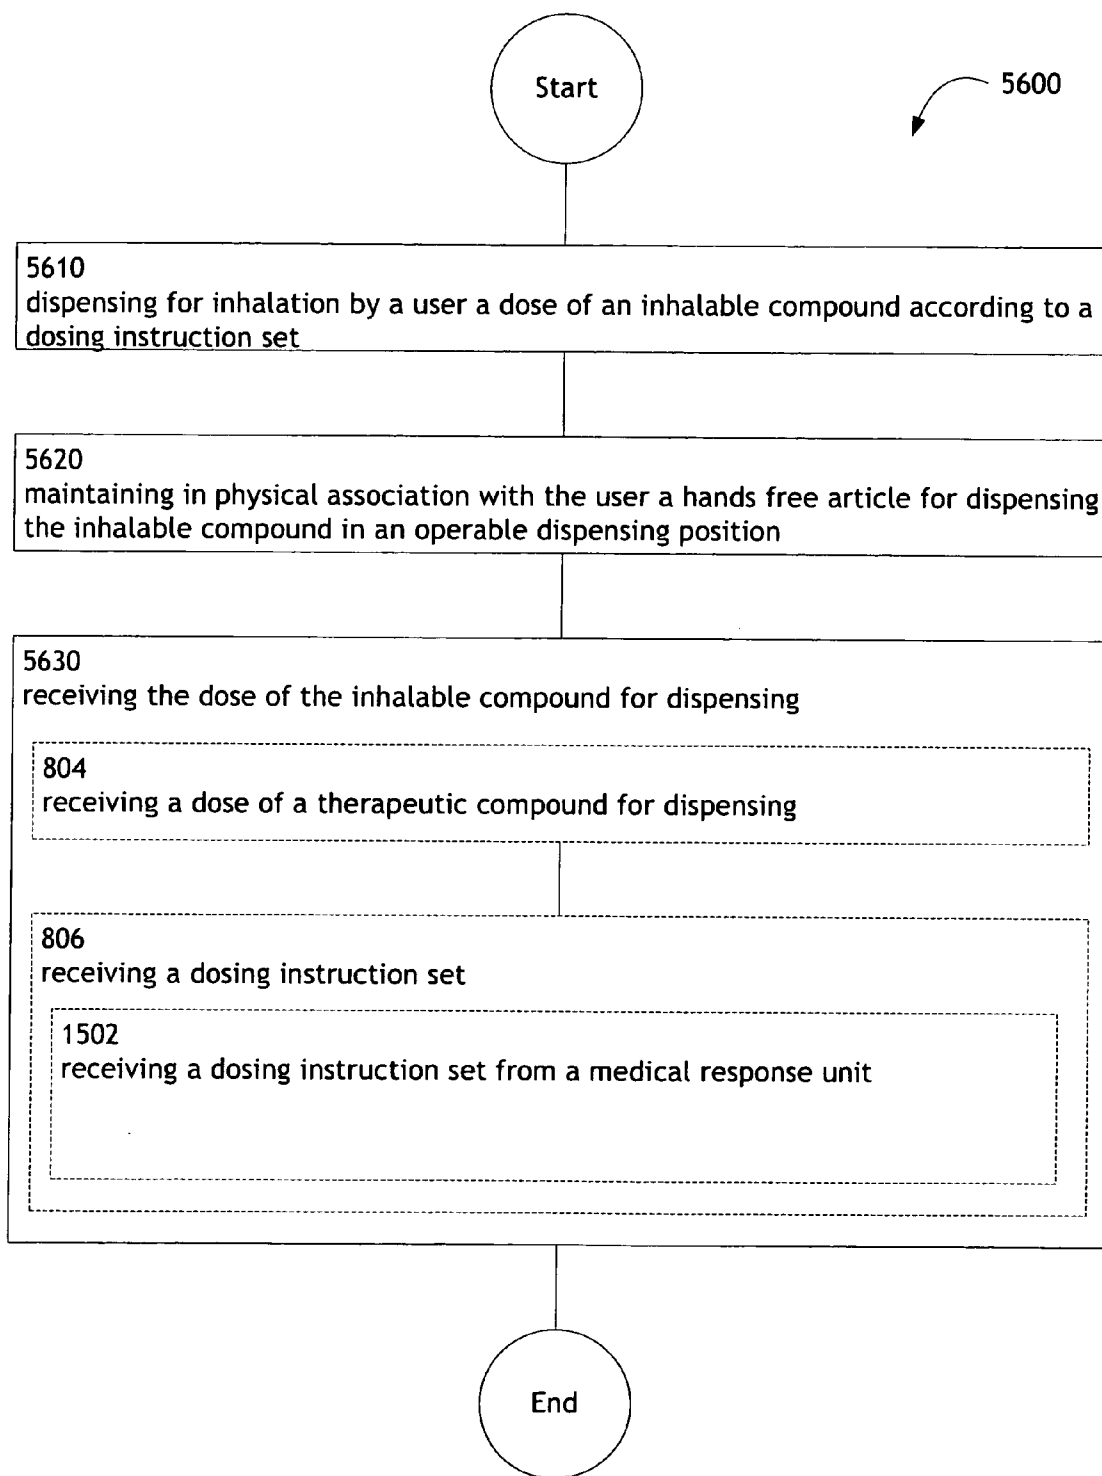 Start
5600
5610
dispensing for inhalation by a user a dose of an inhalable compound according to a
dosing instruction set
5620
maintaining in physical association with the user a hands free article for dispensing
the inhalable compound in an operable dispensing position
5630
receiving the dose of the inhalable compound for dispensing
804
receiving a dose of a therapeutic compound for dispensing
806
receiving a dosing instruction set
1502
receiving a dosing instruction set from a medical response unit
End